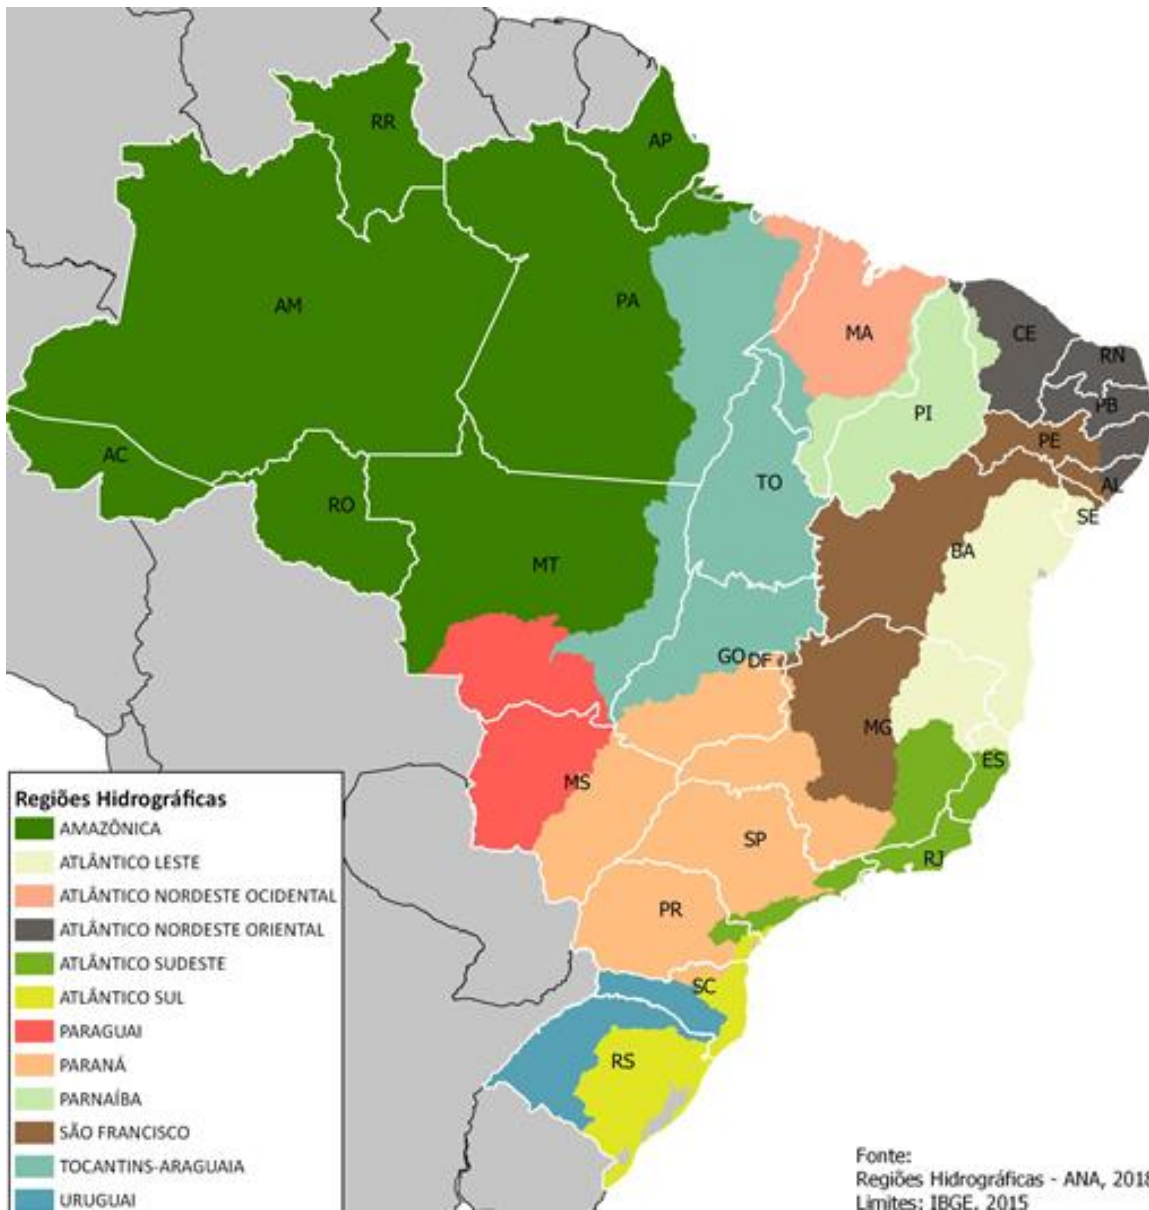 RR
AP
AM
PA
MA
CE
RN
PB
PI
PE
AC
AL
TO
RO
SE
BA
MT
GO
DF
MG
ES
MS
SP
RJ
PR
SC
RS
Regiões Hidrográficas
AMAZÔNICA
ATLÂNTICO LESTE
ATLÂNTICO NORDESTE OCIDENTAL
ATLÂNTICO NORDESTE ORIENTAL
ATLÂNTICO SUDESTE
ATLÂNTICO SUL
PARAGUAI
PARANÁ
PARNAÍBA
SÃO FRANCISCO
TOCANTINS-ARAGUAIA
URUGUAI
Fonte:
Regiões Hidrográficas - ANA, 2018
Limites: IBGE, 2015